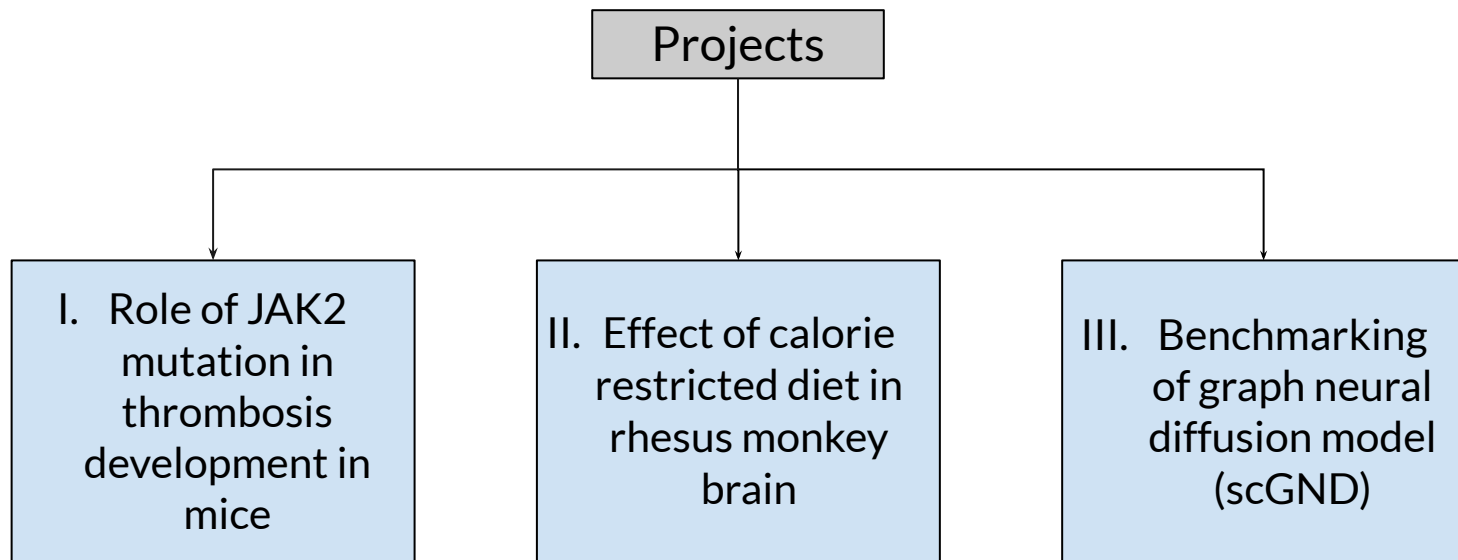 Projects
I. Role of JAK2
mutation in
thrombosis
development in
mice
II. Effect of calorie
restricted diet in
rhesus monkey
brain
III. Benchmarking
of graph neural
diffusion model
(scGND)